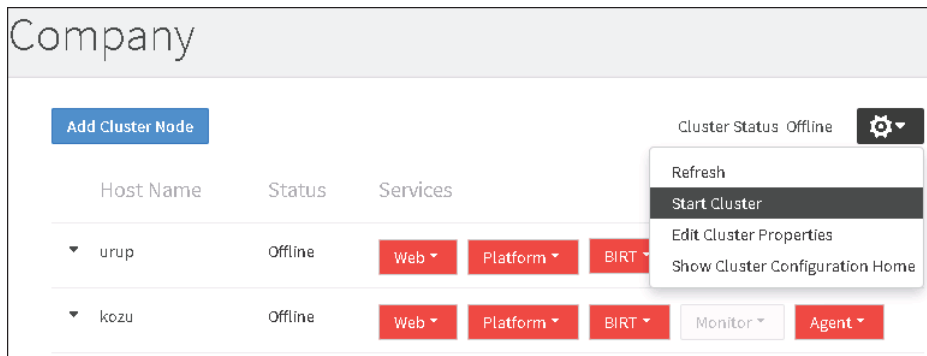 Company
Add Cluster Node
Cluster Status Offline
Refresh
Start Cluster
Edit Cluster Properties
Show Cluster Configuration Home
Host Name Status Services
urup Offline Web Platform BIRT
kozu Offline Web Platform BIRT Monitor Agent